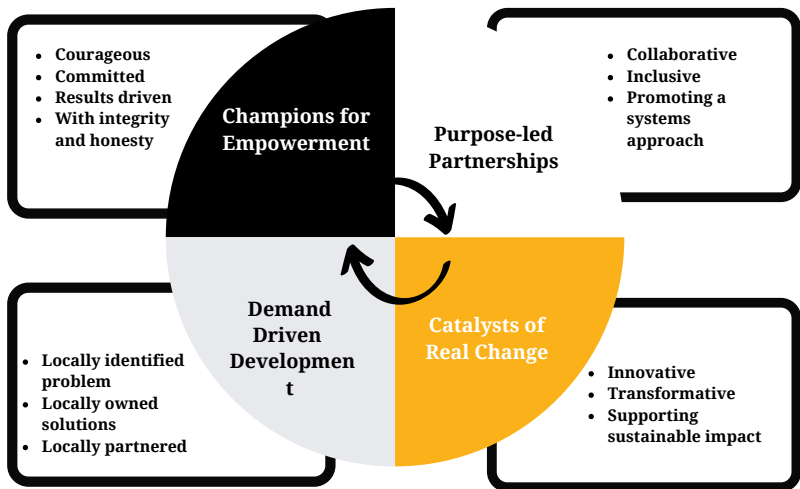 • Courageous
• Committed
• Results driven
• With integrity
and honesty
Champions for
Empowerment
Purpose-led
Partnerships
• Collaborative
• Inclusive
• Promoting a
systems
approach
• Locally identified
problem
• Locally owned
solutions
• Locally partnered
Demand
Driven
Developmen
t
Catalysts of
Real Change
• Innovative
• Transformative
• Supporting
sustainable impact